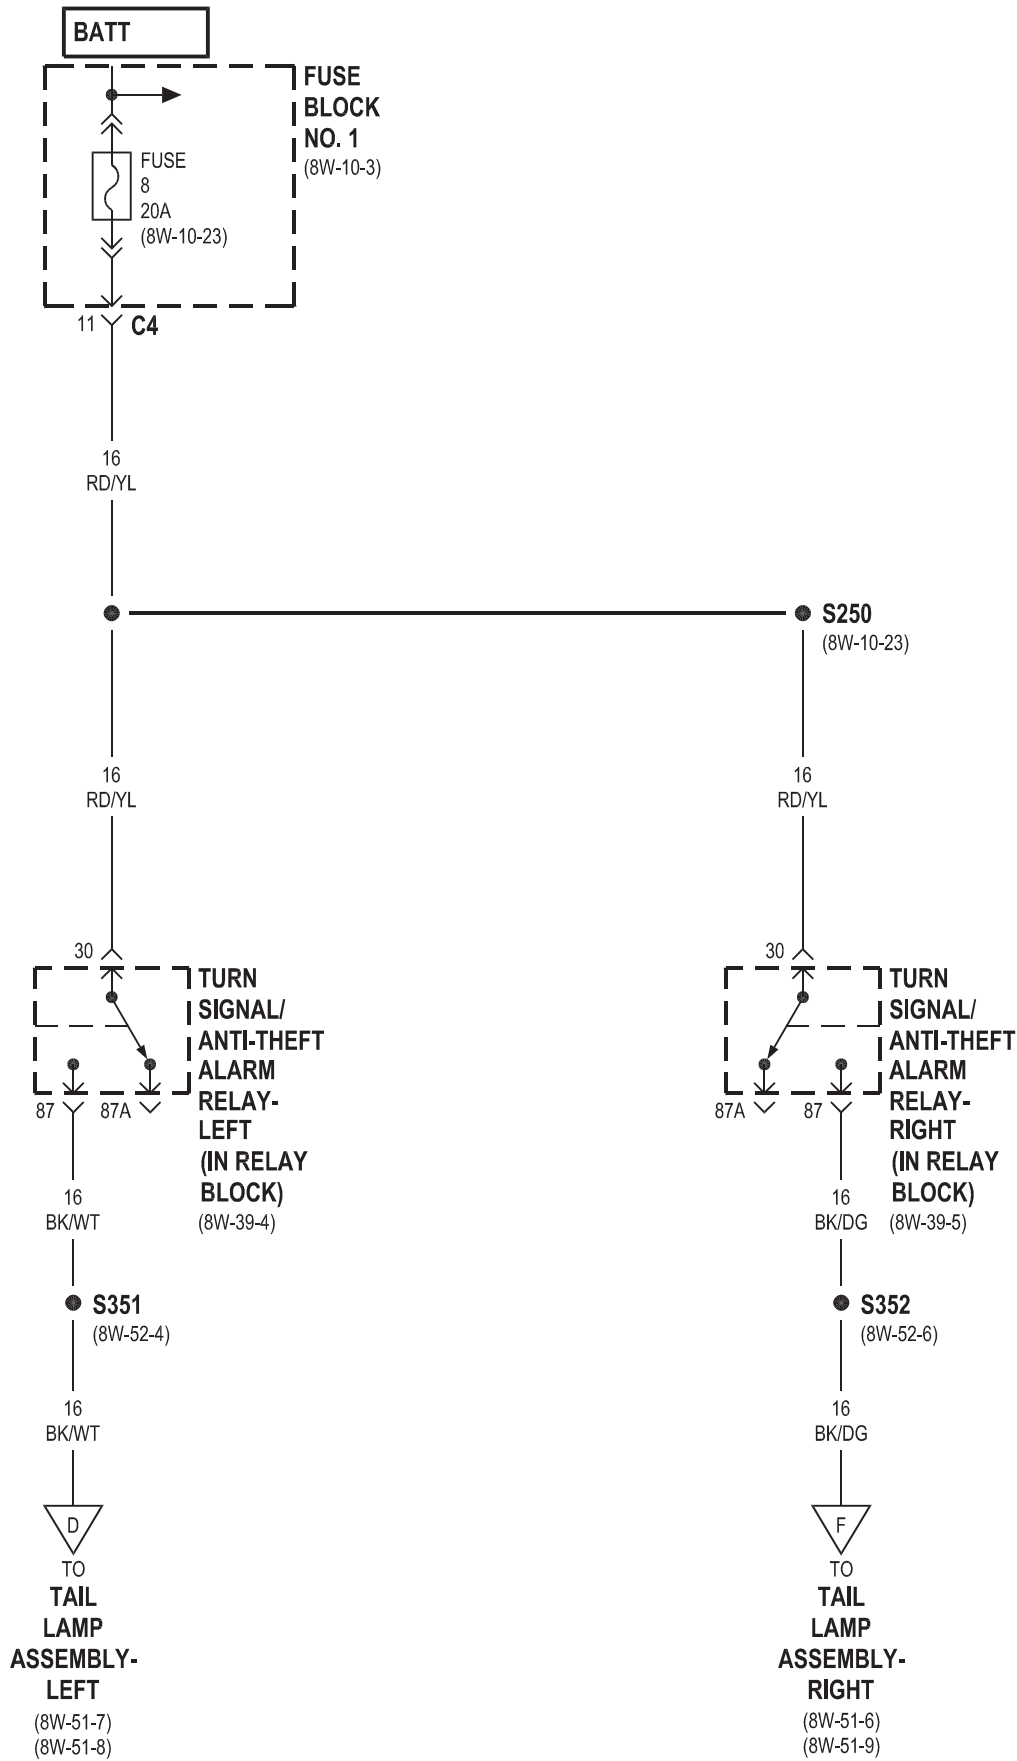 BATT
FUSE
BLOCK
NO. 1
(8W-10-3)
FUSE
8
20A
(8W-10-23)
11
C4
16
RD/YL
S250
(8W-10-23)
16
RD/YL
16
RD/YL
30
TURN
SIGNAL/
ANTI-THEFT
ALARM
RELAY-
LEFT
(IN RELAY
BLOCK)
(8W-39-4)
87
87A
30
TURN
SIGNAL/
ANTI-THEFT
ALARM
RELAY-
RIGHT
(IN RELAY
BLOCK)
(8W-39-5)
87A
87
16
BK/WT
16
BK/DG
S351
(8W-52-4)
S352
(8W-52-6)
16
BK/WT
16
BK/DG
D
TO
TAIL
LAMP
ASSEMBLY-
LEFT
(8W-51-7)
(8W-51-8)
F
TO
TAIL
LAMP
ASSEMBLY-
RIGHT
(8W-51-6)
(8W-51-9)